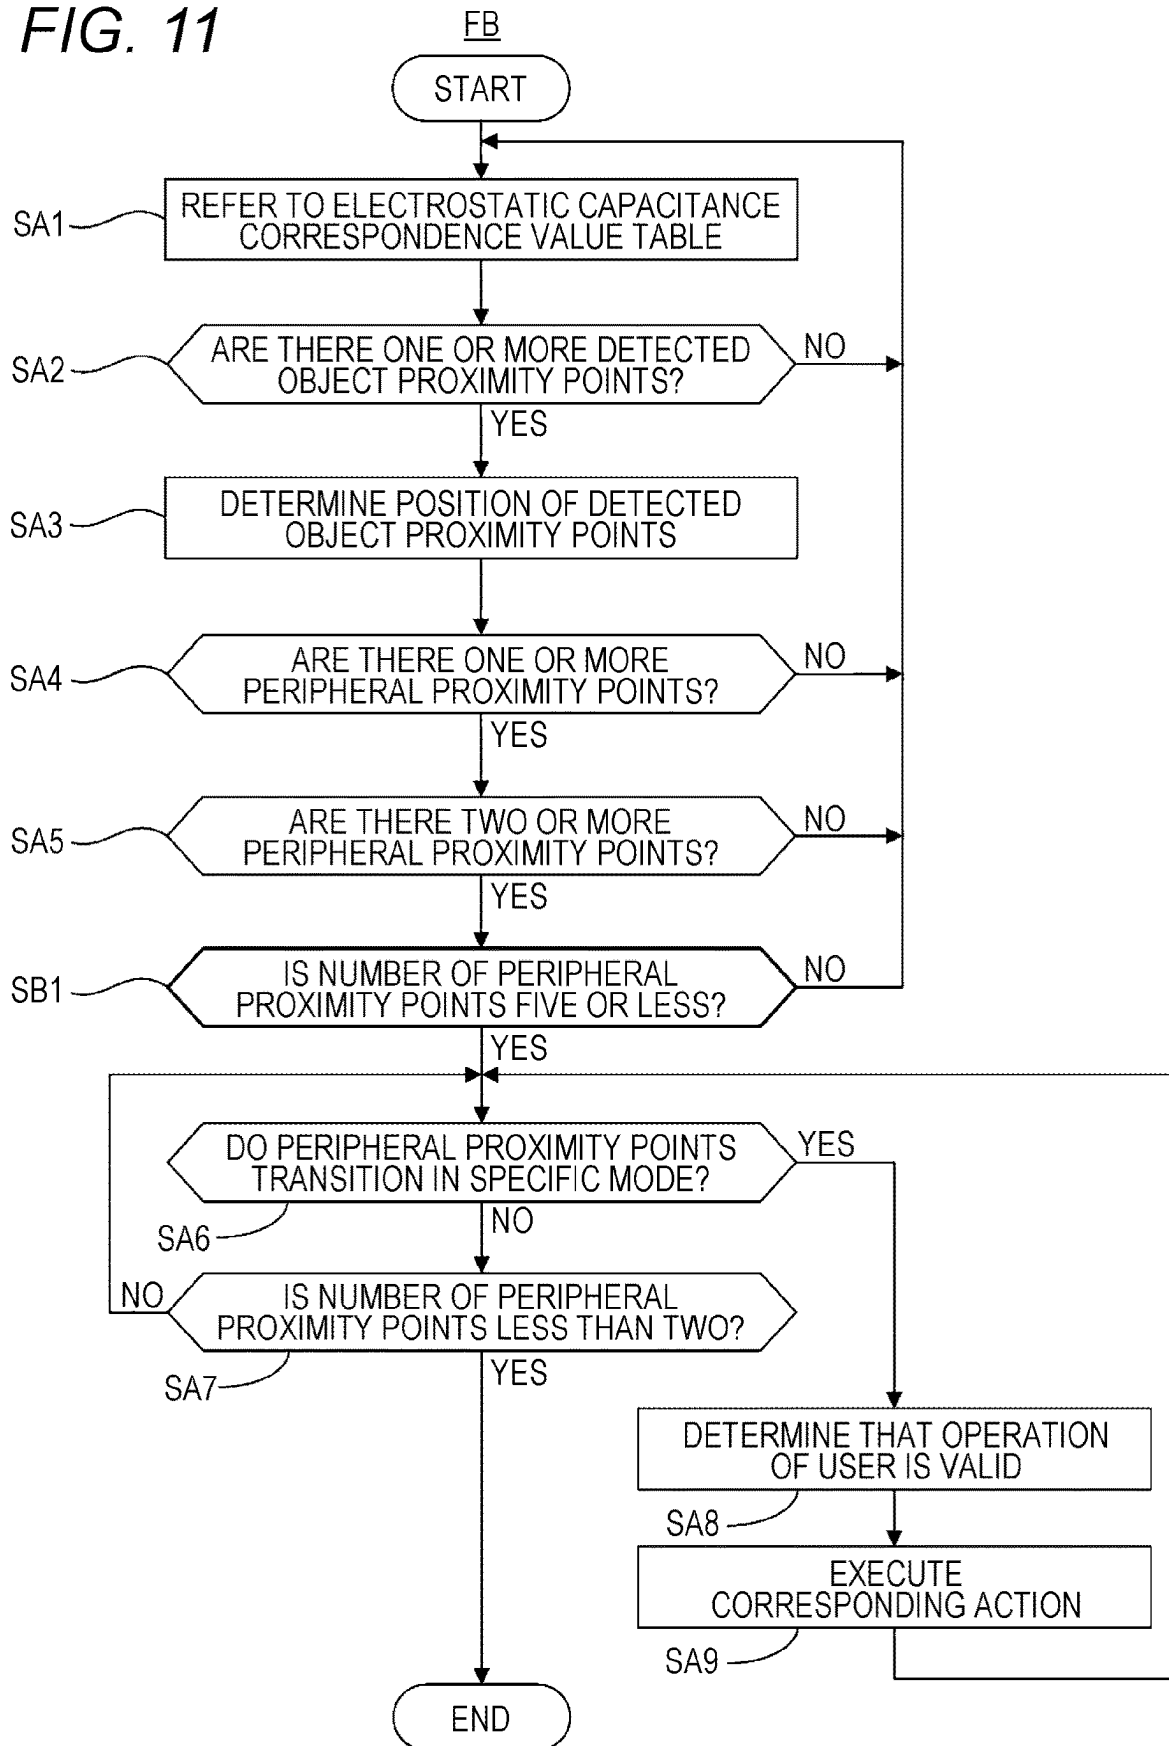 FIG. 11
FB
START
SA1
REFER TO ELECTROSTATIC CAPACITANCE
CORRESPONDENCE VALUE TABLE
SA2
ARE THERE ONE OR MORE DETECTED
OBJECT PROXIMITY POINTS?
NO
YES
SA3
DETERMINE POSITION OF DETECTED
OBJECT PROXIMITY POINTS
SA4
ARE THERE ONE OR MORE
PERIPHERAL PROXIMITY POINTS?
NO
YES
SA5
ARE THERE TWO OR MORE
PERIPHERAL PROXIMITY POINTS?
NO
YES
SB1
IS NUMBER OF PERIPHERAL
PROXIMITY POINTS FIVE OR LESS?
NO
YES
DO PERIPHERAL PROXIMITY POINTS
TRANSITION IN SPECIFIC MODE?
YES
SA6
NO
IS NUMBER OF PERIPHERAL
PROXIMITY POINTS LESS THAN TWO?
NO
SA7
YES
DETERMINE THAT OPERATION
OF USER IS VALID
SA8
EXECUTE
CORRESPONDING ACTION
SA9
END